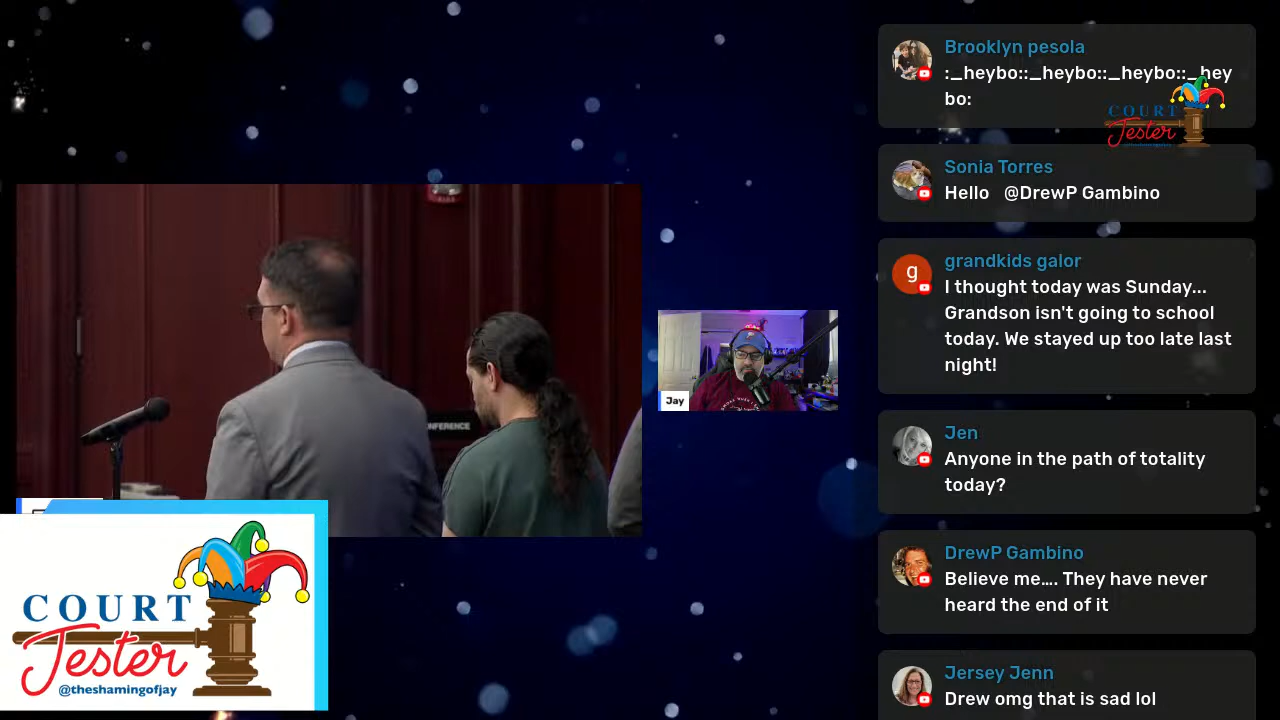 Brooklyn pesola
:_heybo::_heybo::_heybo::_hey
bo:
COURT
Jester
Sonia Torres
Hello @DrewP Gambino
g
grandkids galor
I thought today was Sunday...
Grandson isn't going to school
today. We stayed up too late last
night!
Jay
Jen
Anyone in the path of totality
today?
NFERENCE
DrewP Gambino
Believe me.... They have never
heard the end of it
COURT
Jester
@theshamingofjay
Jersey Jenn
Drew omg that is sad lol